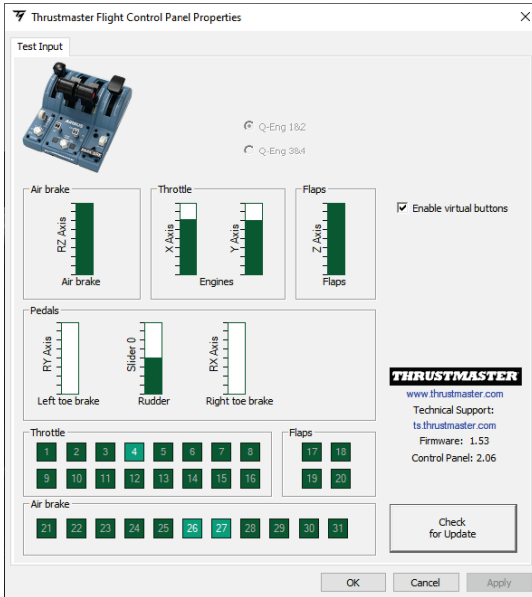 Thrustmaster Flight Control Panel Properties
Test Input
Q-Eng 1&2
Q-Eng 3&4
Air brake
RZ Axis
Air brake
Throttle
X Axis
Y Axis
Engines
Flaps
Z Axis
Flaps
Enable virtual buttons
Pedals
RY Axis
Left toe brake
Slider 0
Rudder
RX Axis
Right toe brake
THRUSTMASTER
www.thrustmaster.com
Technical Support:
ts.thrustmaster.com
Firmware: 1.53
Control Panel: 2.06
Throttle
1 2 3 4 5 6 7 8
9 10 11 12 13 14 15 16
Flaps
17 18
19 20
Air brake
21 22 23 24 25 26 27 28 29 30 31
Check
for Update
OK Cancel Apply